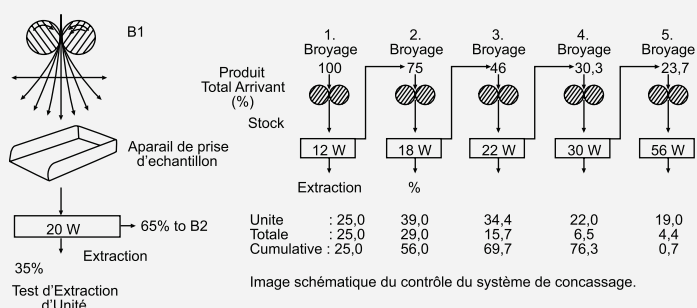 B1
Aparail de prise
d'echantillon
20 W
65% to B2
Extraction
35%
Test d'Extraction
d'Unité
1. 2. 3. 4. 5.
Broyage Broyage Broyage Broyage Broyage
Produit
Total Arrivant
(%)
100 75 46 30,3 23,7
Stock
12 W 18 W 22 W 30 W 56 W
Extraction %
Unite : 25,0 39,0 34,4 22,0 19,0
Totale : 25,0 29,0 15,7 6,5 4,4
Cumulative : 25,0 56,0 69,7 76,3 0,7
Image schématique du contrôle du système de concassage.